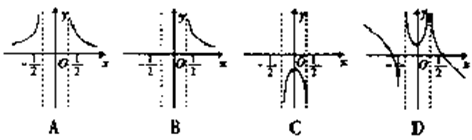 y y y y
-1/2 O 1/2 x -1/2 O 1/2 x -1/2 O 1/2 x -1/2 O 1/2 x
A B C D